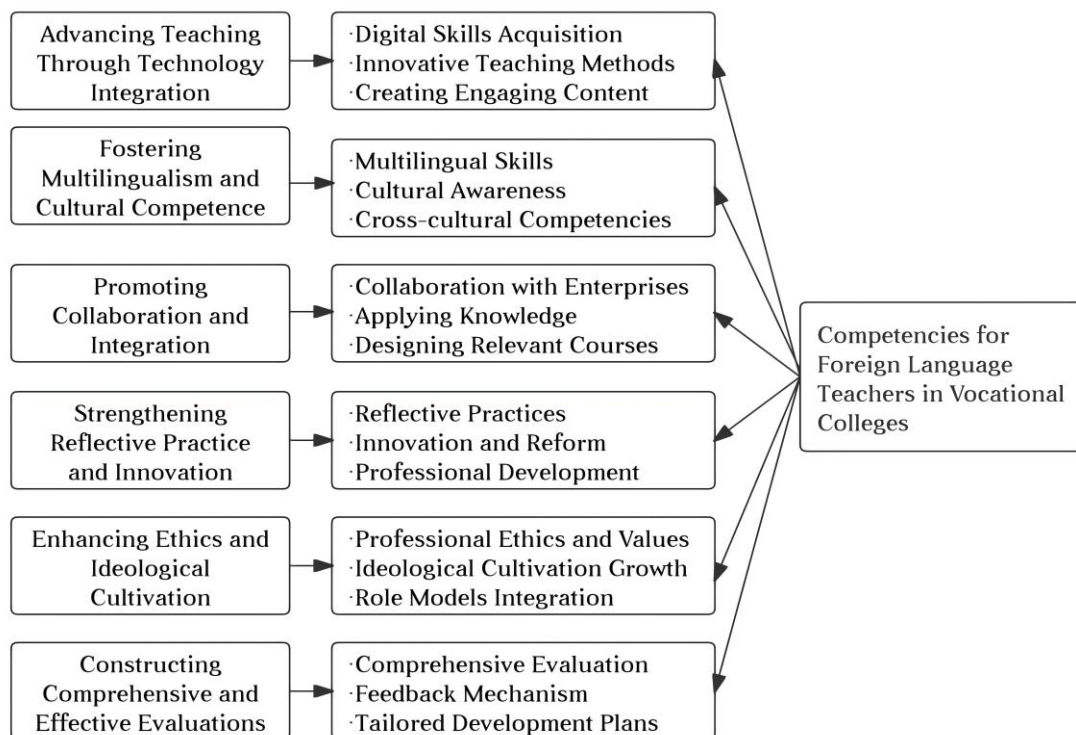 Advancing Teaching
Through Technology
Integration
·Digital Skills Acquisition
·Innovative Teaching Methods
·Creating Engaging Content
Fostering
Multilingualism and
Cultural Competence
·Multilingual Skills
·Cultural Awareness
·Cross-cultural Competencies
Promoting
Collaboration and
Integration
·Collaboration with Enterprises
·Applying Knowledge
·Designing Relevant Courses
Strengthening
Reflective Practice
and Innovation
·Reflective Practices
·Innovation and Reform
·Professional Development
Enhancing Ethics and
Ideological
Cultivation
·Professional Ethics and Values
·Ideological Cultivation Growth
·Role Models Integration
Constructing
Comprehensive and
Effective Evaluations
·Comprehensive Evaluation
·Feedback Mechanism
·Tailored Development Plans
Competencies for
Foreign Language
Teachers in Vocational
Colleges